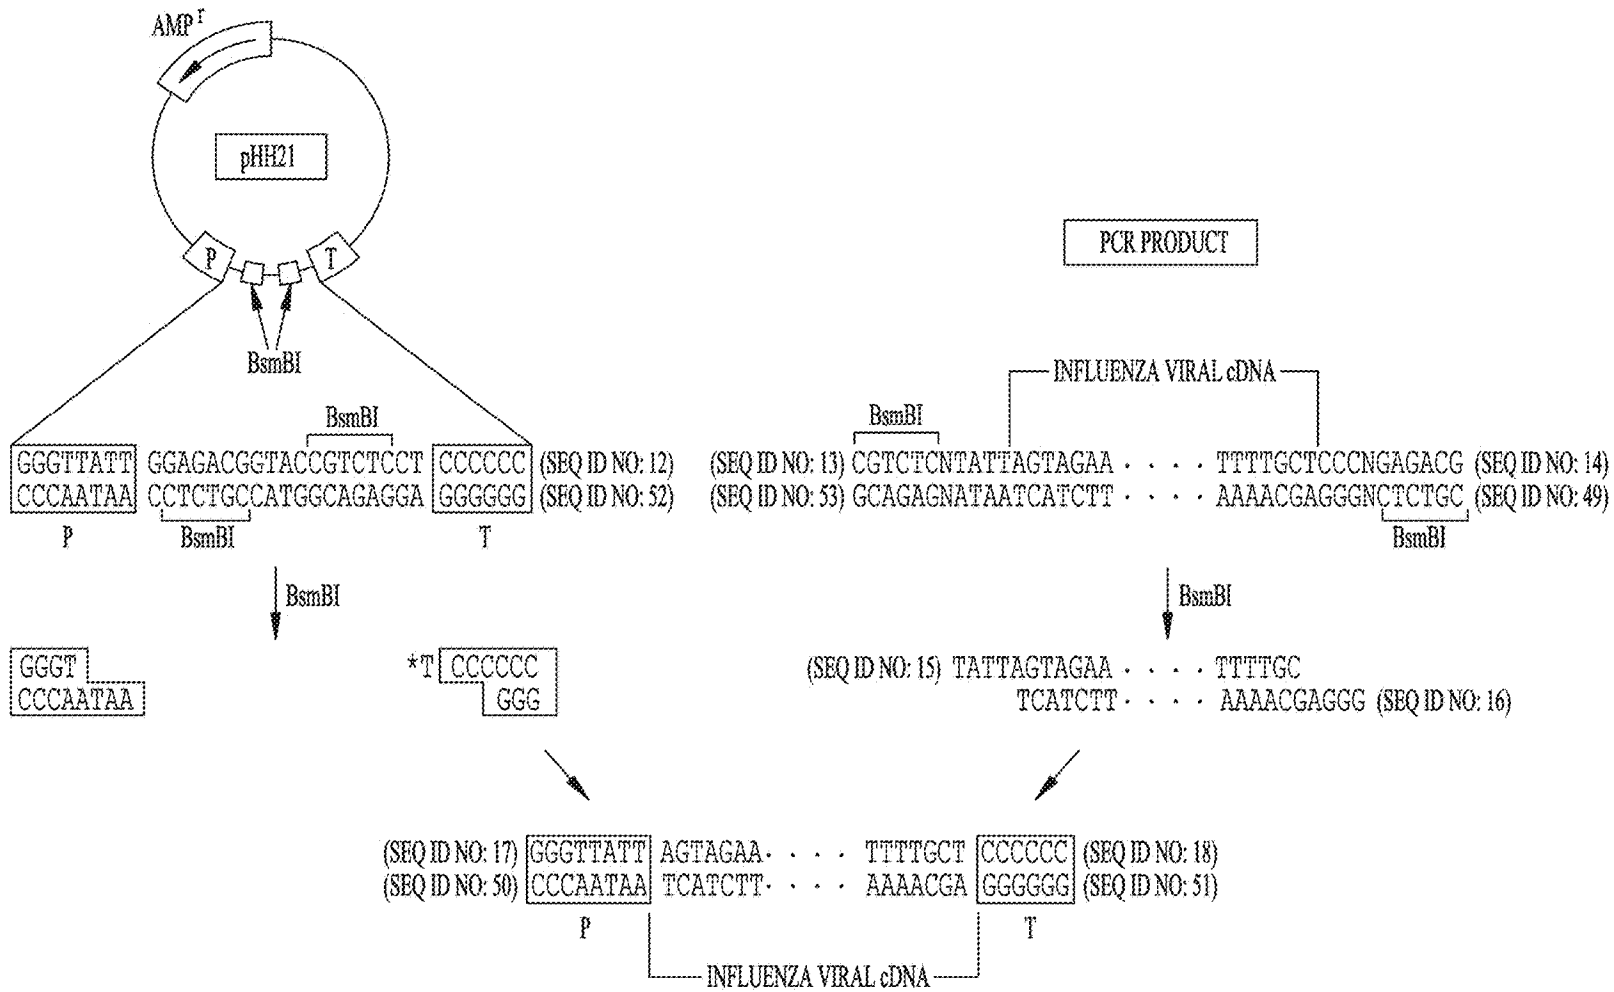 AMP r
pHH21
P T
BsmBI
PCR PRODUCT
INFLUENZA VIRAL cDNA
BsmBI
BsmBI
GGGTTATT GGAGACGGTACCGTCTCCT CCCCCC (SEQ ID NO: 12)
CCCAATAA CCTCTGCCATGGCAGAGGA GGGGGG (SEQ ID NO: 52)
P BsmBI T
(SEQ ID NO: 13) CGTCTCNTATTAGTAGAA · · · · TTTTGCTCCCNGAGACG (SEQ ID NO: 14)
(SEQ ID NO: 53) GCAGAGNATAATCATCTT · · · · AAAACGAGGGNCTCTGC (SEQ ID NO: 49)
BsmBI
BsmBI
BsmBI
GGGT
CCCAATAA
*T CCCCCC
GGG
(SEQ ID NO: 15) TATTAGTAGAA · · · · TTTTGC
TCATCTT · · · · AAAACGAGGG (SEQ ID NO: 16)
(SEQ ID NO: 17) GGGTTATT AGTAGAA · · · · TTTTGCT CCCCCC (SEQ ID NO: 18)
(SEQ ID NO: 50) CCCAATAA TCATCTT · · · · AAAACGA GGGGGG (SEQ ID NO: 51)
P T
INFLUENZA VIRAL cDNA